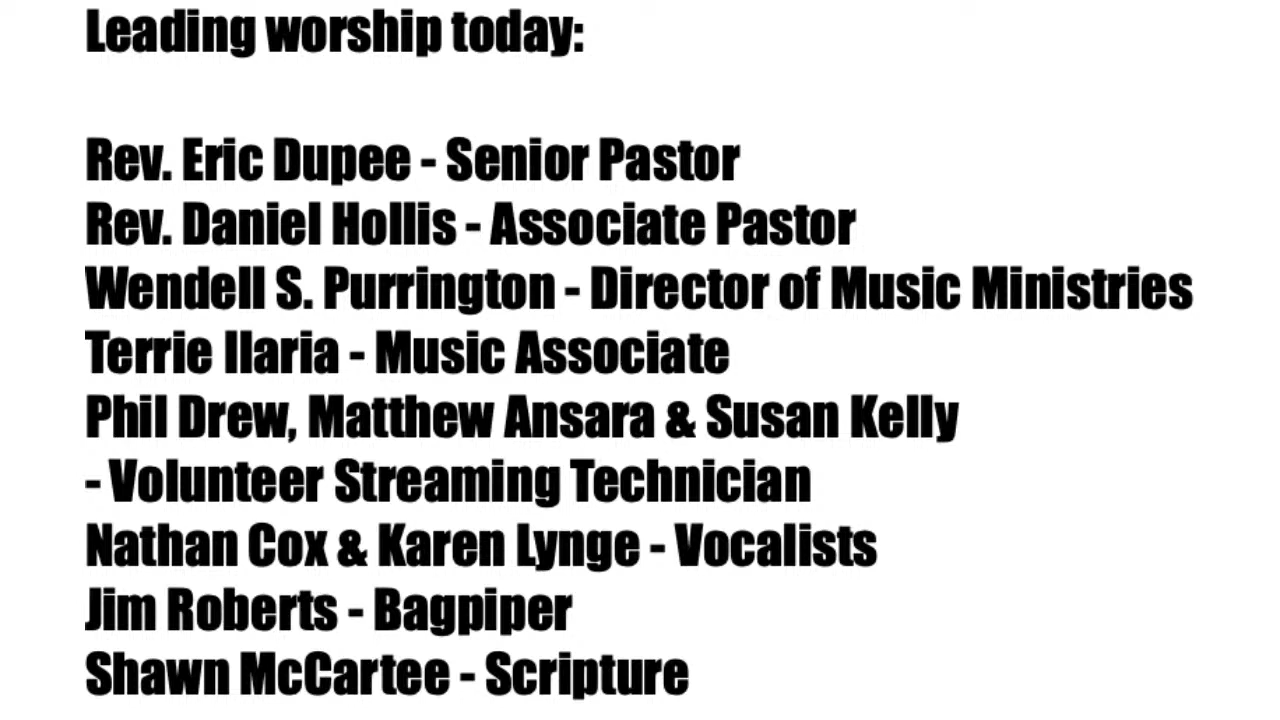 Leading worship today:
Rev. Eric Dupee - Senior Pastor
Rev. Daniel Hollis - Associate Pastor
Wendell S. Purrington - Director of Music Ministries
Terrie Ilaria - Music Associate
Phil Drew, Matthew Ansara & Susan Kelly
- Volunteer Streaming Technician
Nathan Cox & Karen Lynge - Vocalists
Jim Roberts - Bagpiper
Shawn McCartee - Scripture